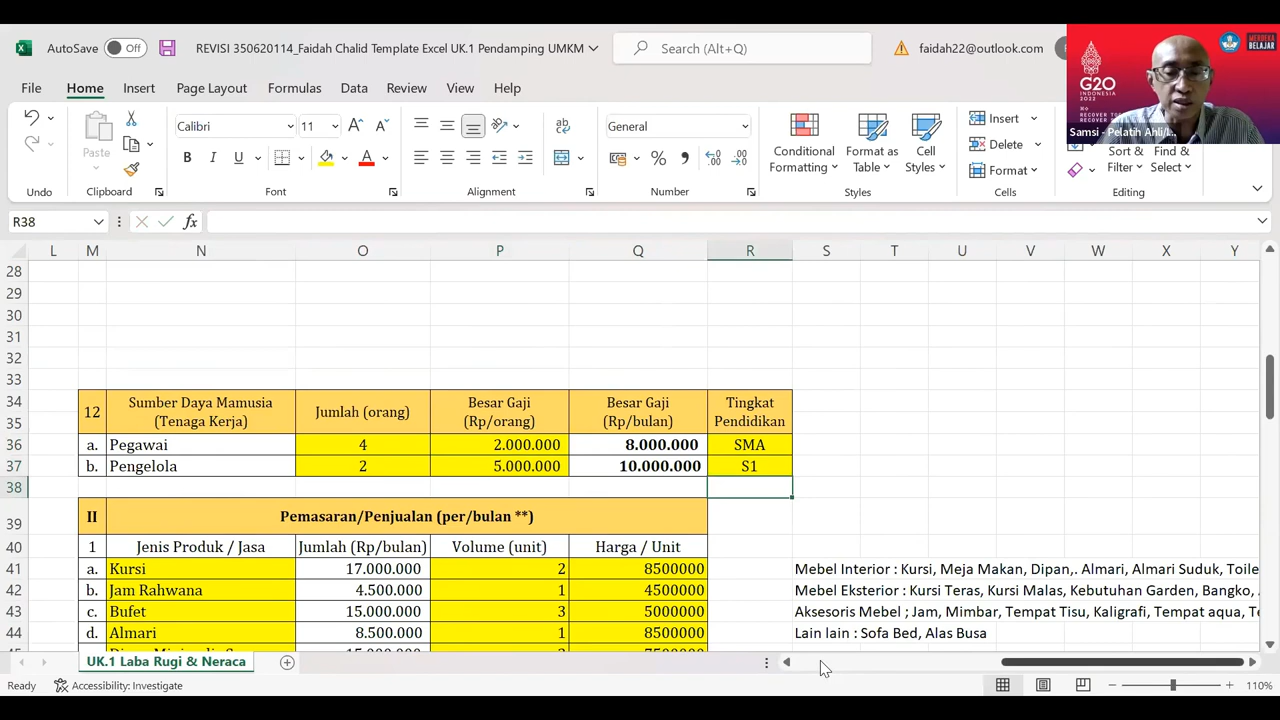 AutoSave Off REVISI 350620114_Faidah Chalid Template Excel UK.1 Pendamping UMKM Search (Alt+Q) faidah22@outlook.com
MERDEKA BELAJAR
G20
INDONESIA
2022
Samsi - Pelatih Ahli/I...
File Home Insert Page Layout Formulas Data Review View Help
Calibri 11 General
Paste
Conditional Formatting
Format as Table
Cell Styles
Insert
Delete
Format
Sort & Filter
Find & Select
Undo Clipboard Font Alignment Number Styles Cells Editing
R38 fx
L M N O P Q R S T U V W X Y
28
29
30
31
32
33
34 12 Sumber Daya Mamusia Jumlah (orang) Besar Gaji Besar Gaji Tingkat
35 (Tenaga Kerja) (Rp/orang) (Rp/bulan) Pendidikan
36 a. Pegawai 4 2.000.000 8.000.000 SMA
37 b. Pengelola 2 5.000.000 10.000.000 S1
38
39 II Pemasaran/Penjualan (per/bulan **)
40 1 Jenis Produk / Jasa Jumlah (Rp/bulan) Volume (unit) Harga / Unit
41 a. Kursi 17.000.000 2 8500000 Mebel Interior : Kursi, Meja Makan, Dipan,. Almari, Almari Suduk, Toile
42 b. Jam Rahwana 4.500.000 1 4500000 Mebel Eksterior : Kursi Teras, Kursi Malas, Kebutuhan Garden, Bangko,
43 c. Bufet 15.000.000 3 5000000 Aksesoris Mebel ; Jam, Mimbar, Tempat Tisu, Kaligrafi, Tempat aqua, Te
44 d. Almari 8.500.000 1 8500000 Lain lain : Sofa Bed, Alas Busa
UK.1 Laba Rugi & Neraca
Ready Accessibility: Investigate 110%